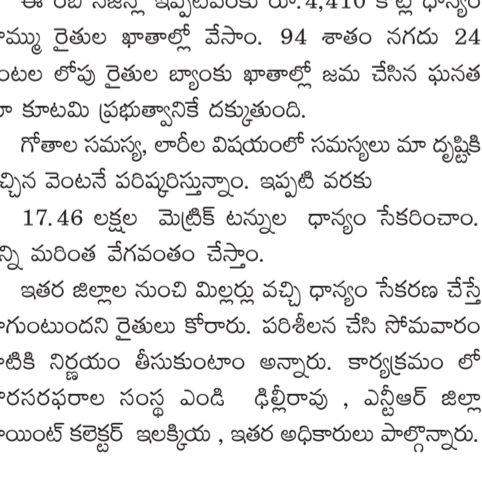 ఈ రబీ సీజన్లో ఇప్పటివరకు రూ.4,410 కోట్ల ధాన్యం
సొమ్ము రైతుల ఖాతాల్లో వేసాం. 94 శాతం నగదు 24
గంటల లోపు రైతుల బ్యాంకు ఖాతాల్లో జమ చేసిన ఘనత
మా కూటమి ప్రభుత్వానికే దక్కుతుంది.
గోతాల సమస్య, లారీల విషయంలో సమస్యలు మా దృష్టికి
వచ్చిన వెంటనే పరిష్కరిస్తున్నాం. ఇప్పటి వరకు
17.46 లక్షల మెట్రిక్ టన్నుల ధాన్యం సేకరించాం.
న్ని మరింత వేగవంతం చేస్తాం.
ఇతర జిల్లాల నుంచి మిల్లర్లు వచ్చి ధాన్యం సేకరణ చేస్తే
బాగుంటుందని రైతులు కోరారు. పరిశీలన చేసి సోమవారం
నాటికి నిర్ణయం తీసుకుంటాం అన్నారు. కార్యక్రమం లో
పౌరసరఫరాల సంస్థ ఎండి ఢిల్లీరావు , ఎన్టీఆర్ జిల్లా
జాయింట్ కలెక్టర్ ఇలక్కియ , ఇతర అధికారులు పాల్గొన్నారు.